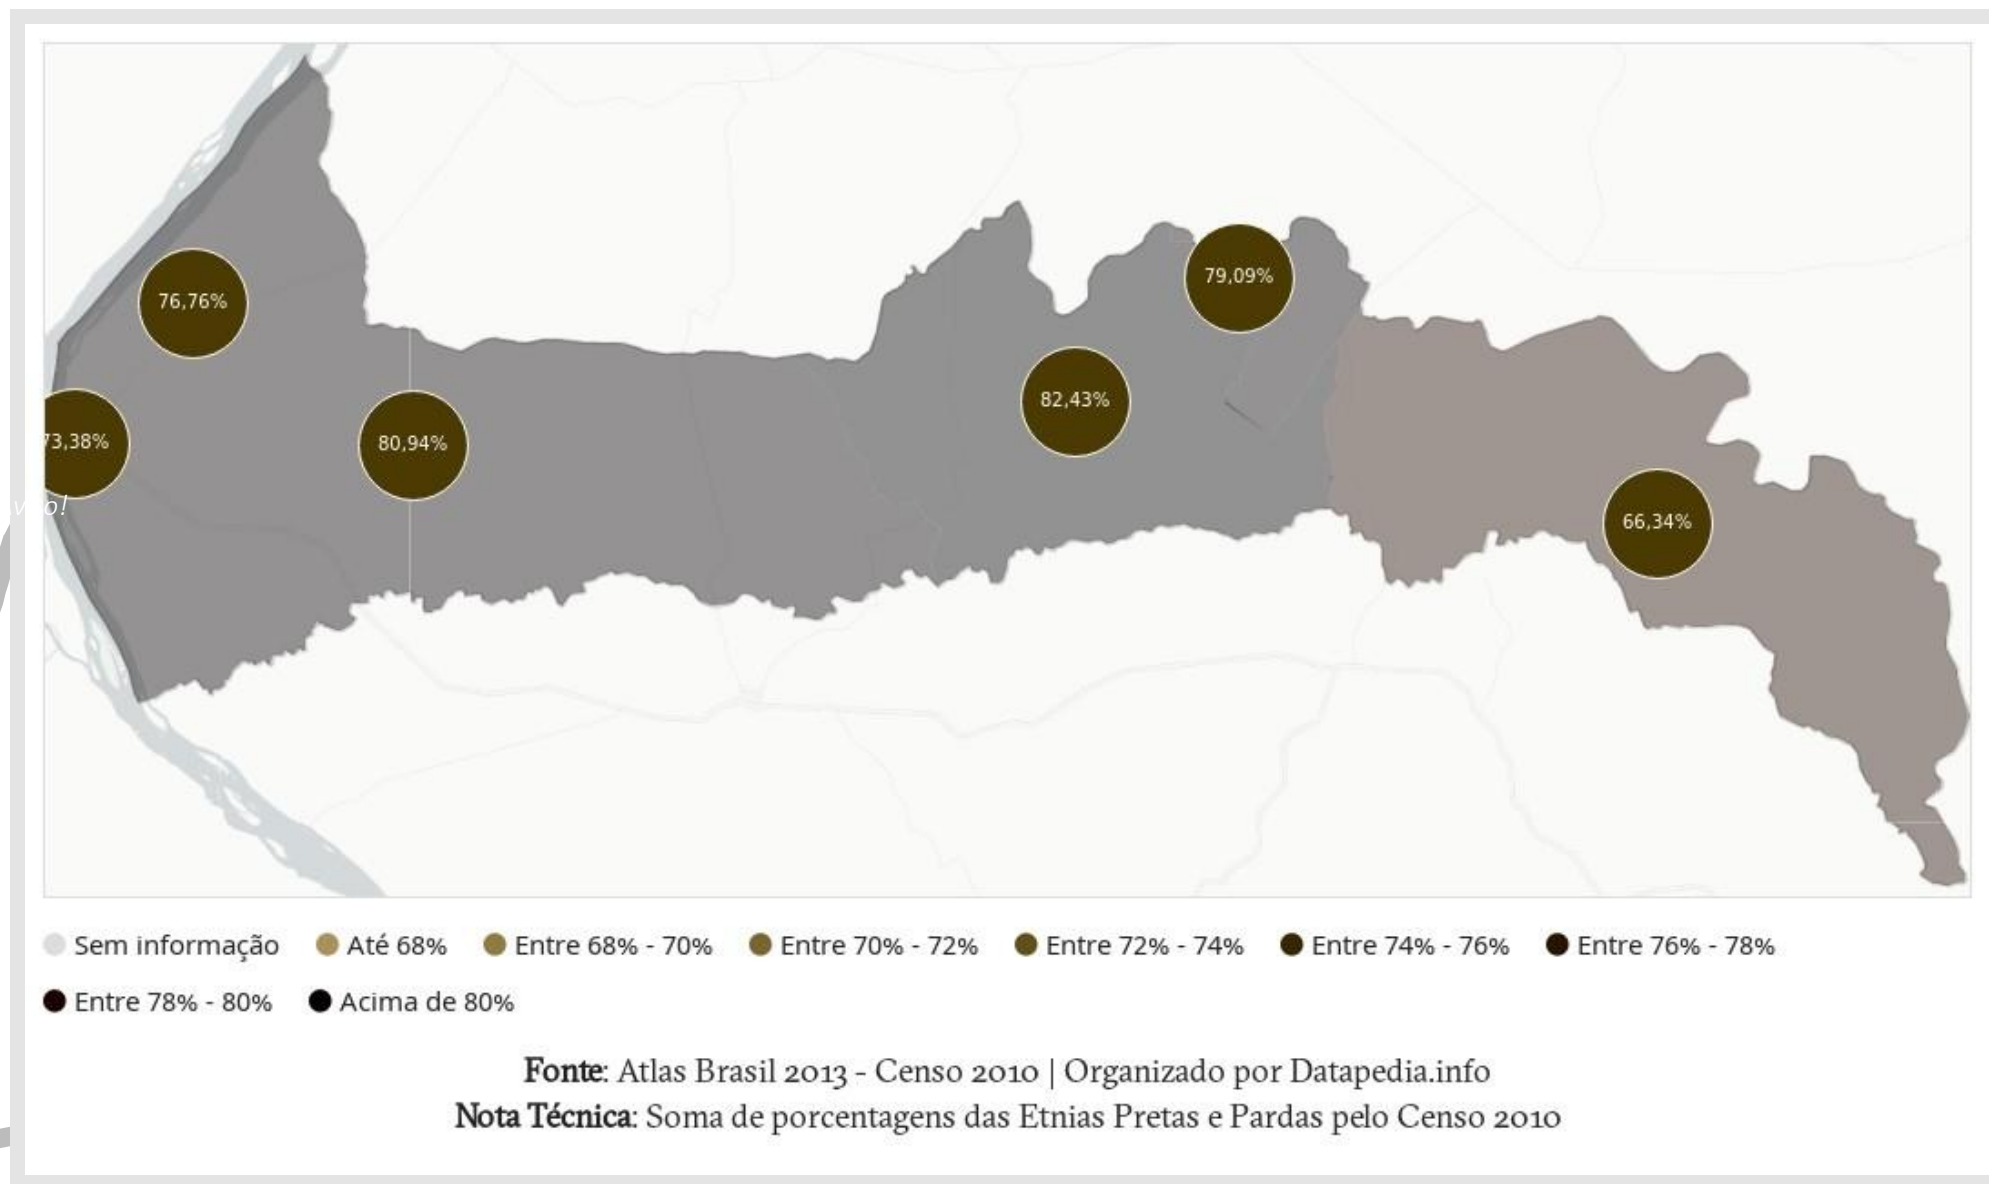 79,09%
76,76%
82,43%
73,38%
80,94%
66,34%
Sem informação Até 68% Entre 68% - 70% Entre 70% - 72% Entre 72% - 74% Entre 74% - 76% Entre 76% - 78%
Entre 78% - 80% Acima de 80%
Fonte: Atlas Brasil 2013 - Censo 2010 | Organizado por Datapedia.info
Nota Técnica: Soma de porcentagens das Etnias Pretas e Pardas pelo Censo 2010